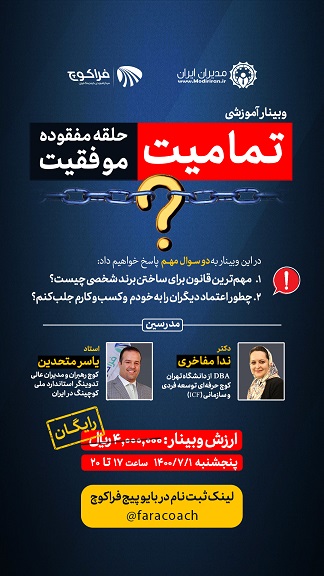 مدیران ایران
www.Modiriran.ir
فراکوچ
وبینار آموزشی
تمامیت
حلقه مفقوده
موفقیت
در این وبینار به دو سوال مهم پاسخ خواهیم داد:
۱. مهم‌ترین قانون برای ساختن برند شخصی چیست؟
۲. چطور اعتماد دیگران را به خودم و کسب و کارم جلب کنم؟
مدرسین
دکتر
ندا مفاخری
DBA از دانشگاه تهران
کوچ حرفه‌ای توسعه فردی
و سازمانی (ICF)
استاد
یاسر متحدین
کوچ رهبران و مدیران عالی
تدوینگر استاندارد ملی
کوچینگ در ایران
رایگان
ارزش وبینار: ۴,۰۰۰,۰۰۰ ریال
پنجشنبه ۱۴۰۰/۷/۱ ساعت ۱۷ تا ۲۰
لینک ثبت نام در بایو پیج فراکوچ
@faracoach